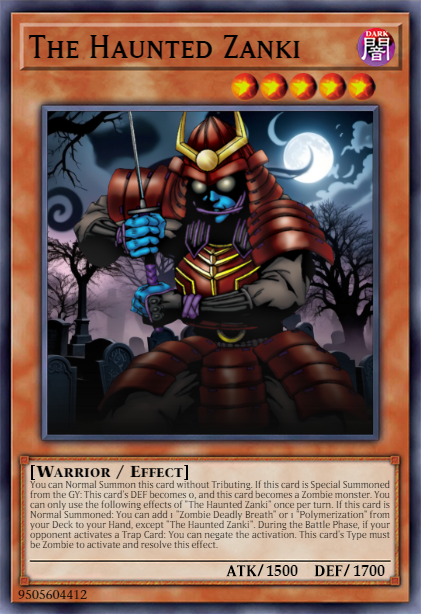 The Haunted Zanki
DARK
闇
[Warrior / Effect]
You can Normal Summon this card without Tributing. If this card is Special Summoned
from the GY: This card's DEF becomes 0, and this card becomes a Zombie monster. You
can only use the following effects of "The Haunted Zanki" once per turn. If this card is
Normal Summoned: You can add 1 "Zombie Deadly Breath" or 1 "Polymerization" from
your Deck to your Hand, except "The Haunted Zanki". During the Battle Phase, if your
opponent activates a Trap Card: You can negate the activation. This card's Type must
be Zombie to activate and resolve this effect.
ATK/1500 DEF/1700
9505604412